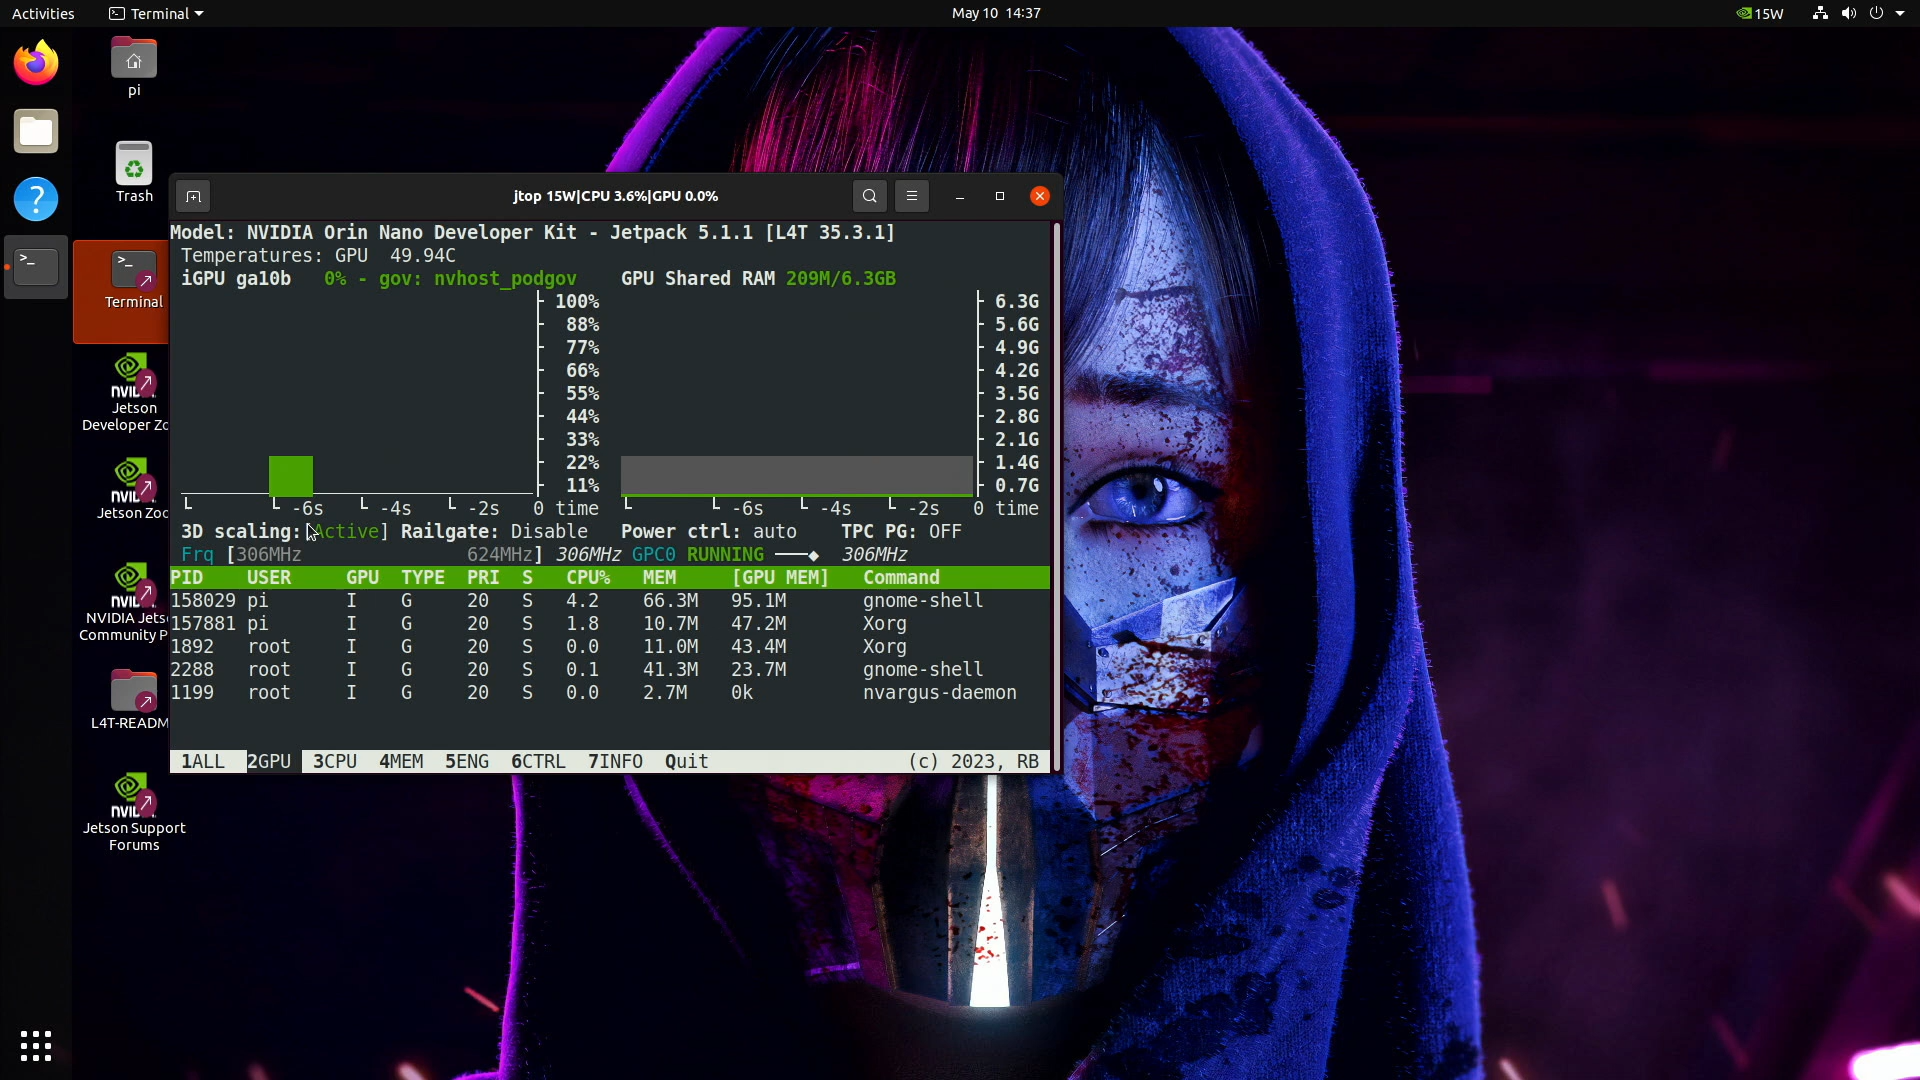 Activities Terminal May 10 14:37 15W
pi
Trash
Terminal
NVIDIA
Jetson
Developer Zo
NVIDIA
Jetson Zoo
NVIDIA
NVIDIA Jets
Community P
L4T-READM
NVIDIA
Jetson Support
Forums
jtop 15W|CPU 3.6%|GPU 0.0%
Model: NVIDIA Orin Nano Developer Kit - Jetpack 5.1.1 [L4T 35.3.1]
Temperatures: GPU 49.94C
iGPU ga10b 0% - gov: nvhost_podgov GPU Shared RAM 209M/6.3GB
100% 6.3G
88% 5.6G
77% 4.9G
66% 4.2G
55% 3.5G
44% 2.8G
33% 2.1G
22% 1.4G
11% 0.7G
-6s -4s -2s 0 time -6s -4s -2s 0 time
3D scaling:[Active] Railgate: Disable Power ctrl: auto TPC PG: OFF
Frq [306MHz 624MHz] 306MHz GPC0 RUNNING 306MHz
PID USER GPU TYPE PRI S CPU% MEM [GPU MEM] Command
158029 pi I G 20 S 4.2 66.3M 95.1M gnome-shell
157881 pi I G 20 S 1.8 10.7M 47.2M Xorg
1892 root I G 20 S 0.0 11.0M 43.4M Xorg
2288 root I G 20 S 0.1 41.3M 23.7M gnome-shell
1199 root I G 20 S 0.0 2.7M 0k nvargus-daemon
1ALL 2GPU 3CPU 4MEM 5ENG 6CTRL 7INFO Quit (c) 2023, RB